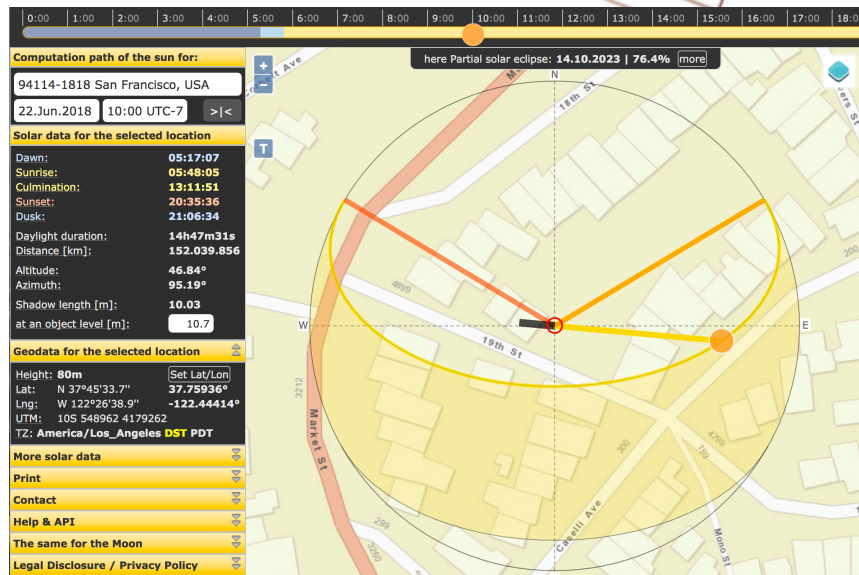 0:00 1:00 2:00 3:00 4:00 5:00 6:00 7:00 8:00 9:00 10:00 11:00 12:00 13:00 14:00 15:00 16:00 17:00 18:0
Computation path of the sun for:
94114-1818 San Francisco, USA
22.Jun.2018 10:00 UTC-7 >|<
Solar data for the selected location
Dawn: 05:17:07
Sunrise: 05:48:05
Culmination: 13:11:51
Sunset: 20:35:36
Dusk: 21:06:34
Daylight duration: 14h47m31s
Distance [km]: 152.039.856
Altitude: 46.84°
Azimuth: 95.19°
Shadow length [m]: 10.03
at an object level [m]: 10.7
Geodata for the selected location
Height: 80m Set Lat/Lon
Lat: N 37°45'33.7'' 37.75936°
Lng: W 122°26'38.9'' -122.44414°
UTM: 10S 548962 4179262
TZ: America/Los_Angeles DST PDT
More solar data
Print
Contact
Help & API
The same for the Moon
Legal Disclosure / Privacy Policy
+
−
T
here Partial solar eclipse: 14.10.2023 | 76.4% more
N
W
E
18th St
4899
19th St
3212
Market St
200
300
4799
199
299
3260
Caselli Ave
Mono St